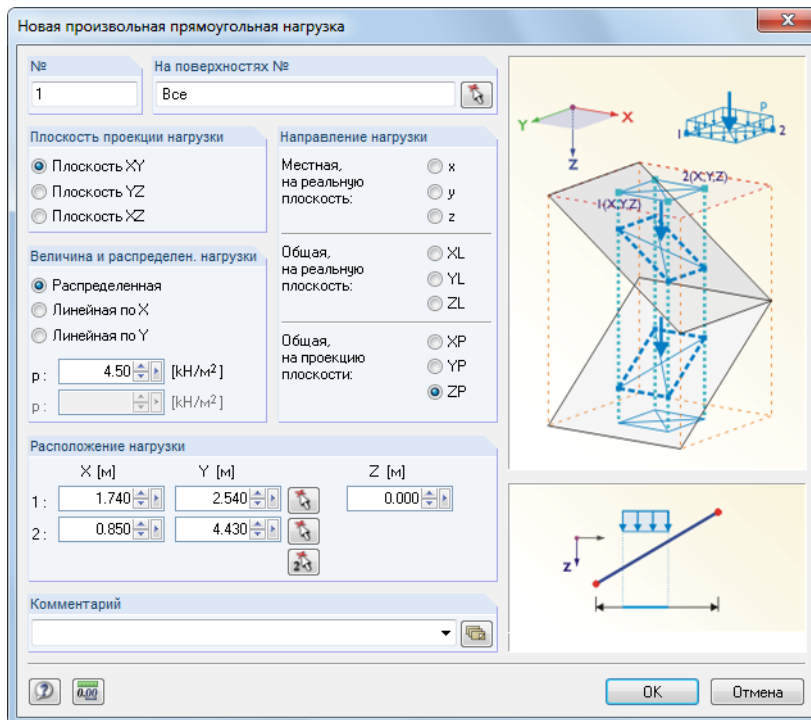 Новая произвольная прямоугольная нагрузка
№
1
На поверхностях №
Все
Плоскость проекции нагрузки
Плоскость XY
Плоскость YZ
Плоскость XZ
Величина и распределен. нагрузки
Распределенная
Линейная по X
Линейная по Y
p : 4.50 [kH/м²]
p : [kH/м²]
Направление нагрузки
Местная,
на реальную
плоскость:
x
y
z
Общая,
на реальную
плоскость:
XL
YL
ZL
Общая,
на проекцию
плоскости:
XP
YP
ZP
Расположение нагрузки
X [м] Y [м] Z [м]
1 : 1.740 2.540 0.000
2 : 0.850 4.430
2
Комментарий
Y X
Z
p
1 2
2(X,Y,Z)
1(X,Y,Z)
Z
0.00
OK
Отмена